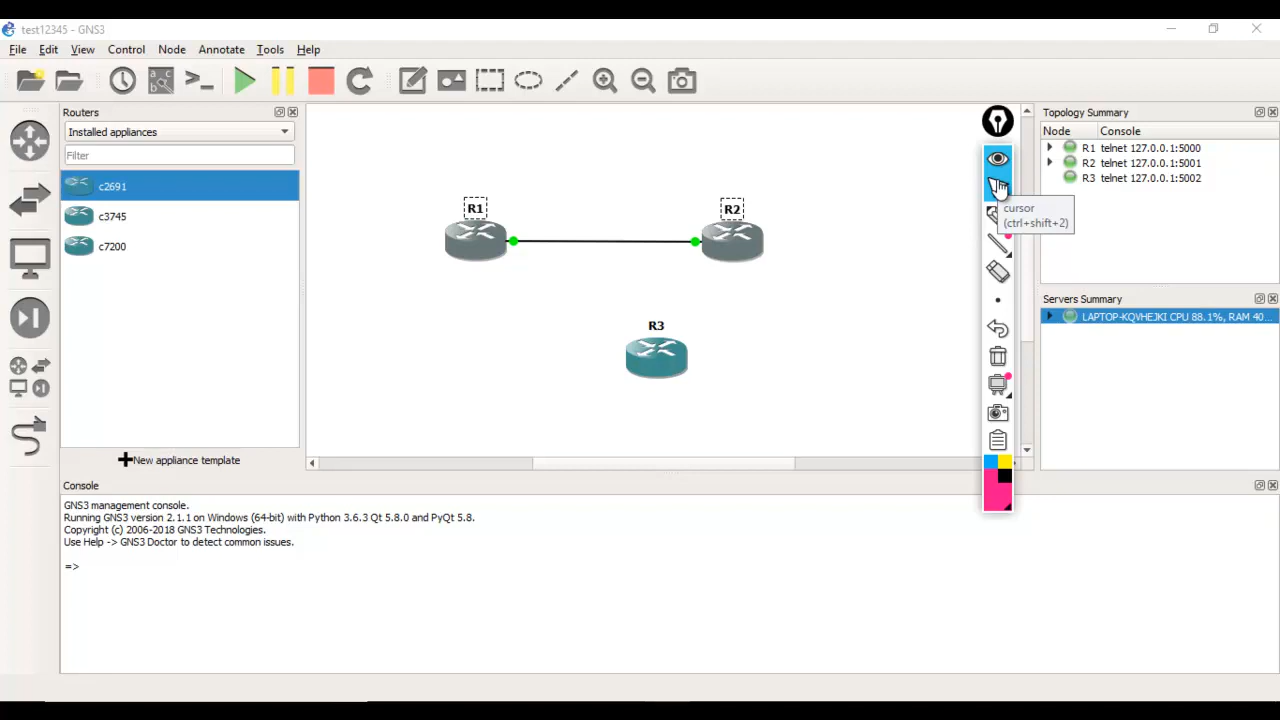 test12345 - GNS3
File Edit View Control Node Annotate Tools Help
Routers
Installed appliances
Filter
c2691
c3745
c7200
New appliance template
R1
R2
R3
cursor
(ctrl+shift+2)
Topology Summary
Node Console
R1 telnet 127.0.0.1:5000
R2 telnet 127.0.0.1:5001
R3 telnet 127.0.0.1:5002
Servers Summary
LAPTOP-KQVHEJKI CPU 88.1%, RAM 40...
Console
GNS3 management console.
Running GNS3 version 2.1.1 on Windows (64-bit) with Python 3.6.3 Qt 5.8.0 and PyQt 5.8.
Copyright (c) 2006-2018 GNS3 Technologies.
Use Help -> GNS3 Doctor to detect common issues.
=>